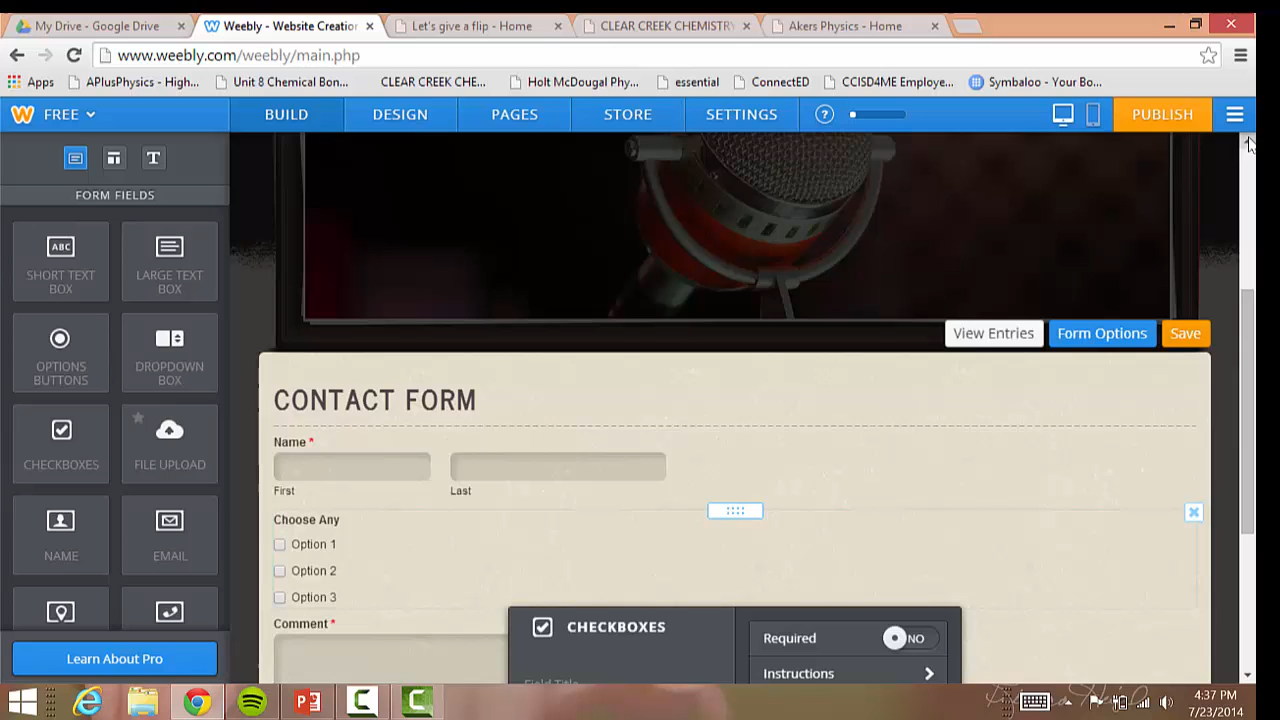 My Drive - Google Drive
Weebly - Website Creation
Let's give a flip - Home
CLEAR CREEK CHEMISTRY
Akers Physics - Home
www.weebly.com/weebly/main.php
Apps
APlusPhysics - High...
Unit 8 Chemical Bon...
CLEAR CREEK CHE...
Holt McDougal Phy...
essential
ConnectED
CCISD4ME Employe...
Symbaloo - Your Bo...
W FREE
BUILD
DESIGN
PAGES
STORE
SETTINGS
?
PUBLISH
T
FORM FIELDS
ABC
SHORT TEXT
BOX
LARGE TEXT
BOX
OPTIONS
BUTTONS
DROPDOWN
BOX
CHECKBOXES
FILE UPLOAD
NAME
EMAIL
Learn About Pro
View Entries
Form Options
Save
CONTACT FORM
Name *
First
Last
Choose Any
Option 1
Option 2
Option 3
Comment *
CHECKBOXES
Field Title
Required
NO
Instructions
4:37 PM
7/23/2014